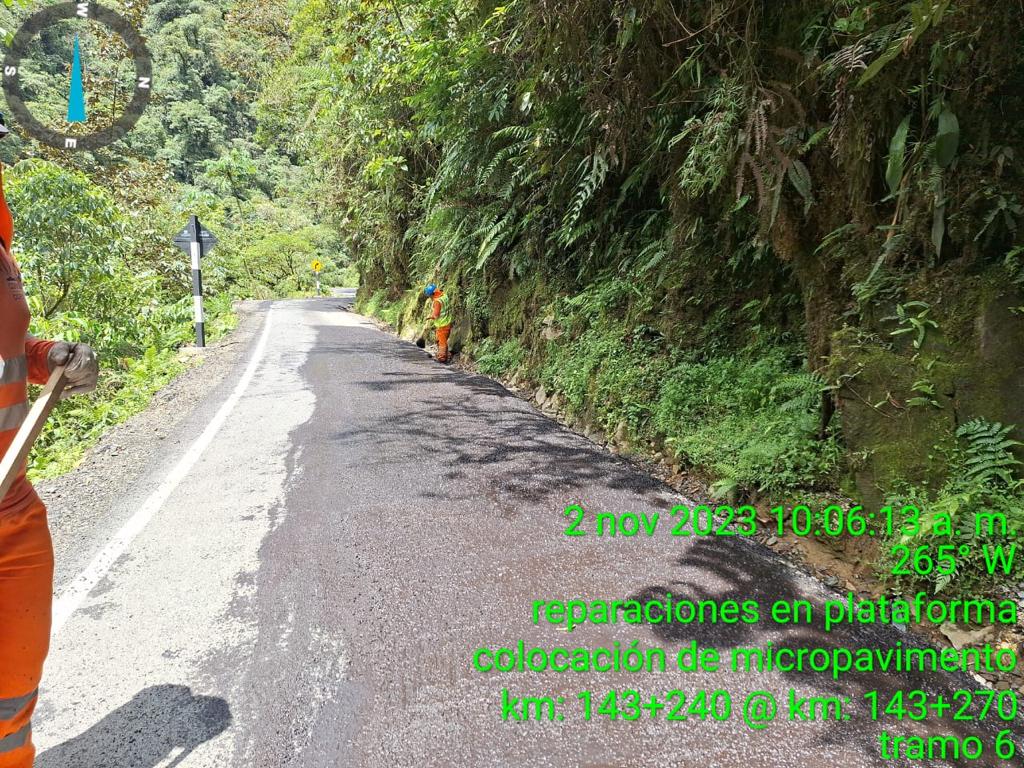 W
S N
E
2 nov 2023 10:06:13 a. m.
265° W
reparaciones en plataforma
colocación de micropavimento
km: 143+240 @ km: 143+270
tramo 6